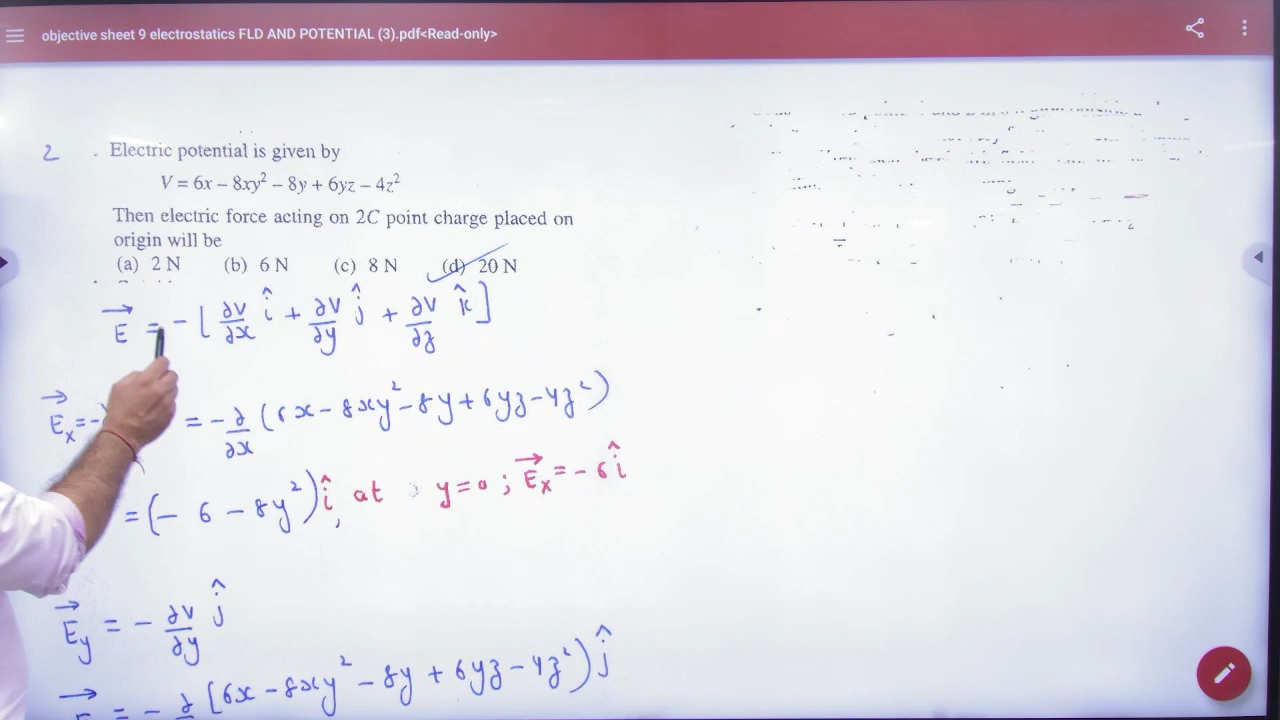 objective sheet 9 electrostatics FLD AND POTENTIAL (3).pdf<Read-only>
2 . Electric potential is given by
V = 6x – 8xy² – 8y + 6yz – 4z²
Then electric force acting on 2C point charge placed on
origin will be
(a) 2 N (b) 6 N (c) 8 N (d) 20 N
E⃗ = - [ ∂V/∂x î + ∂V/∂y ĵ + ∂V/∂z k̂ ]
E⃗x = - = - ∂/∂x (6x - 8xy² - 8y + 6yz - 4z²)
= (- 6 - 8y²) î, at y=0 ; E⃗x = - 6 î
E⃗y = - ∂V/∂y ĵ
= - ∂ [6x - 8xy² - 8y + 6yz - 4z²) ĵ